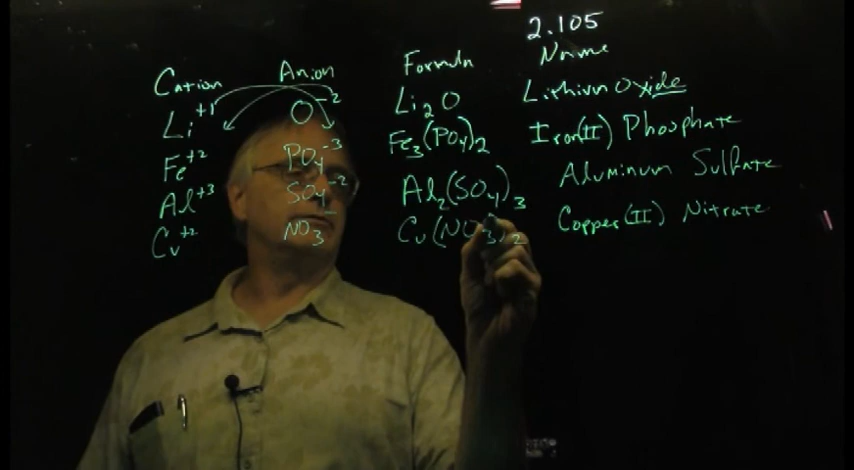 2.105
Cation Anion Formula Name
Li+1 O-2 Li2O Lithium Oxide
Fe+2 PO4-3 Fe3(PO4)2 Iron(II) Phosphate
Al+3 SO4-2 Al2(SO4)3 Aluminum Sulfate
Cu+2 NO3- Cu(NO3)2 Copper(II) Nitrate